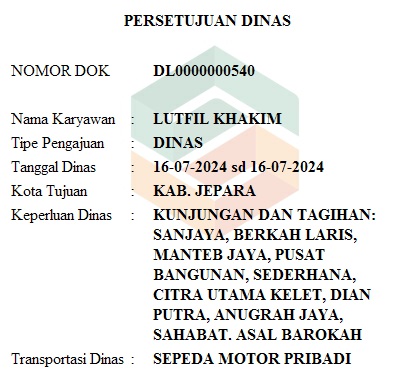 PERSETUJUAN DINAS
NOMOR DOK DL0000000540
Nama Karyawan : LUTFIL KHAKIM
Tipe Pengajuan : DINAS
Tanggal Dinas : 16-07-2024 sd 16-07-2024
Kota Tujuan : KAB. JEPARA
Keperluan Dinas : KUNJUNGAN DAN TAGIHAN:
SANJAYA, BERKAH LARIS,
MANTEB JAYA, PUSAT
BANGUNAN, SEDERHANA,
CITRA UTAMA KELET, DIAN
PUTRA, ANUGRAH JAYA,
SAHABAT. ASAL BAROKAH
Transportasi Dinas : SEPEDA MOTOR PRIBADI